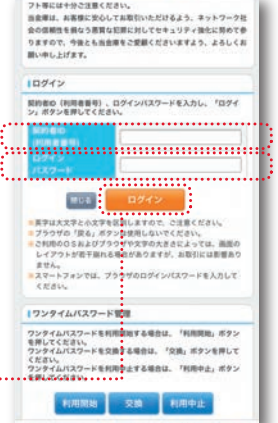 フト等には十分ご注意ください。
当金庫は、お客様に安心してお取引いただけるよう、ネットワーク社
会の信頼性を損なう悪質な犯罪に対してセキュリティ強化に努めて参
りますので、今後とも当金庫をご愛顧くださいますよう、よろしくお
願い申し上げます。
ログイン
契約者ID（利用者番号）、ログインパスワードを入力し、「ログイ
ン」ボタンを押してください。
契約者ID
(利用者番号)
ログイン
パスワード
閉じる
ログイン
※英字は大文字と小文字を区別しますので、ご注意ください。
※ブラウザの「戻る」ボタンは使用しないでください。
※ご利用のOSおよびブラウザや文字の大きさによっては、画面の
レイアウトが若干崩れる場合がありますが、お取引には影響あり
ません。
※スマートフォンでは、ブラウザのログインパスワードを入力して
ください。
ワンタイムパスワード管理
ワンタイムパスワードを利用開始する場合は、「利用開始」ボタン
を押してください。
ワンタイムパスワードを交換する場合は、「交換」ボタンを押して
ください。
ワンタイムパスワードを利用中止する場合は、「利用中止」ボタン
を押してください。
利用開始
交換
利用中止